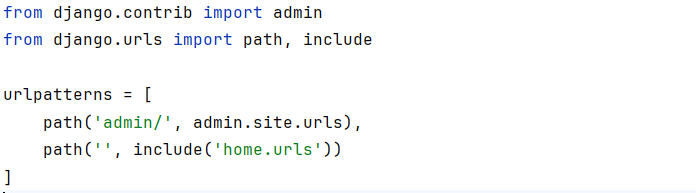 from django.contrib import admin
from django.urls import path, include

urlpatterns = [
    path('admin/', admin.site.urls),
    path('', include('home.urls'))
]